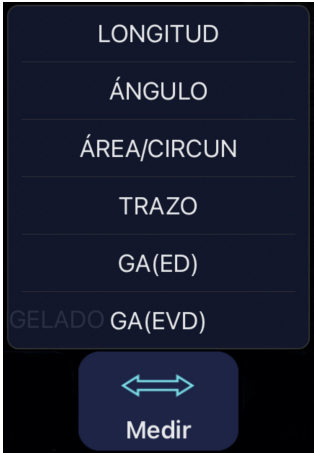 LONGITUD
ÁNGULO
ÁREA/CIRCUN
TRAZO
GA(ED)
GELADO GA(EVD)
Medir